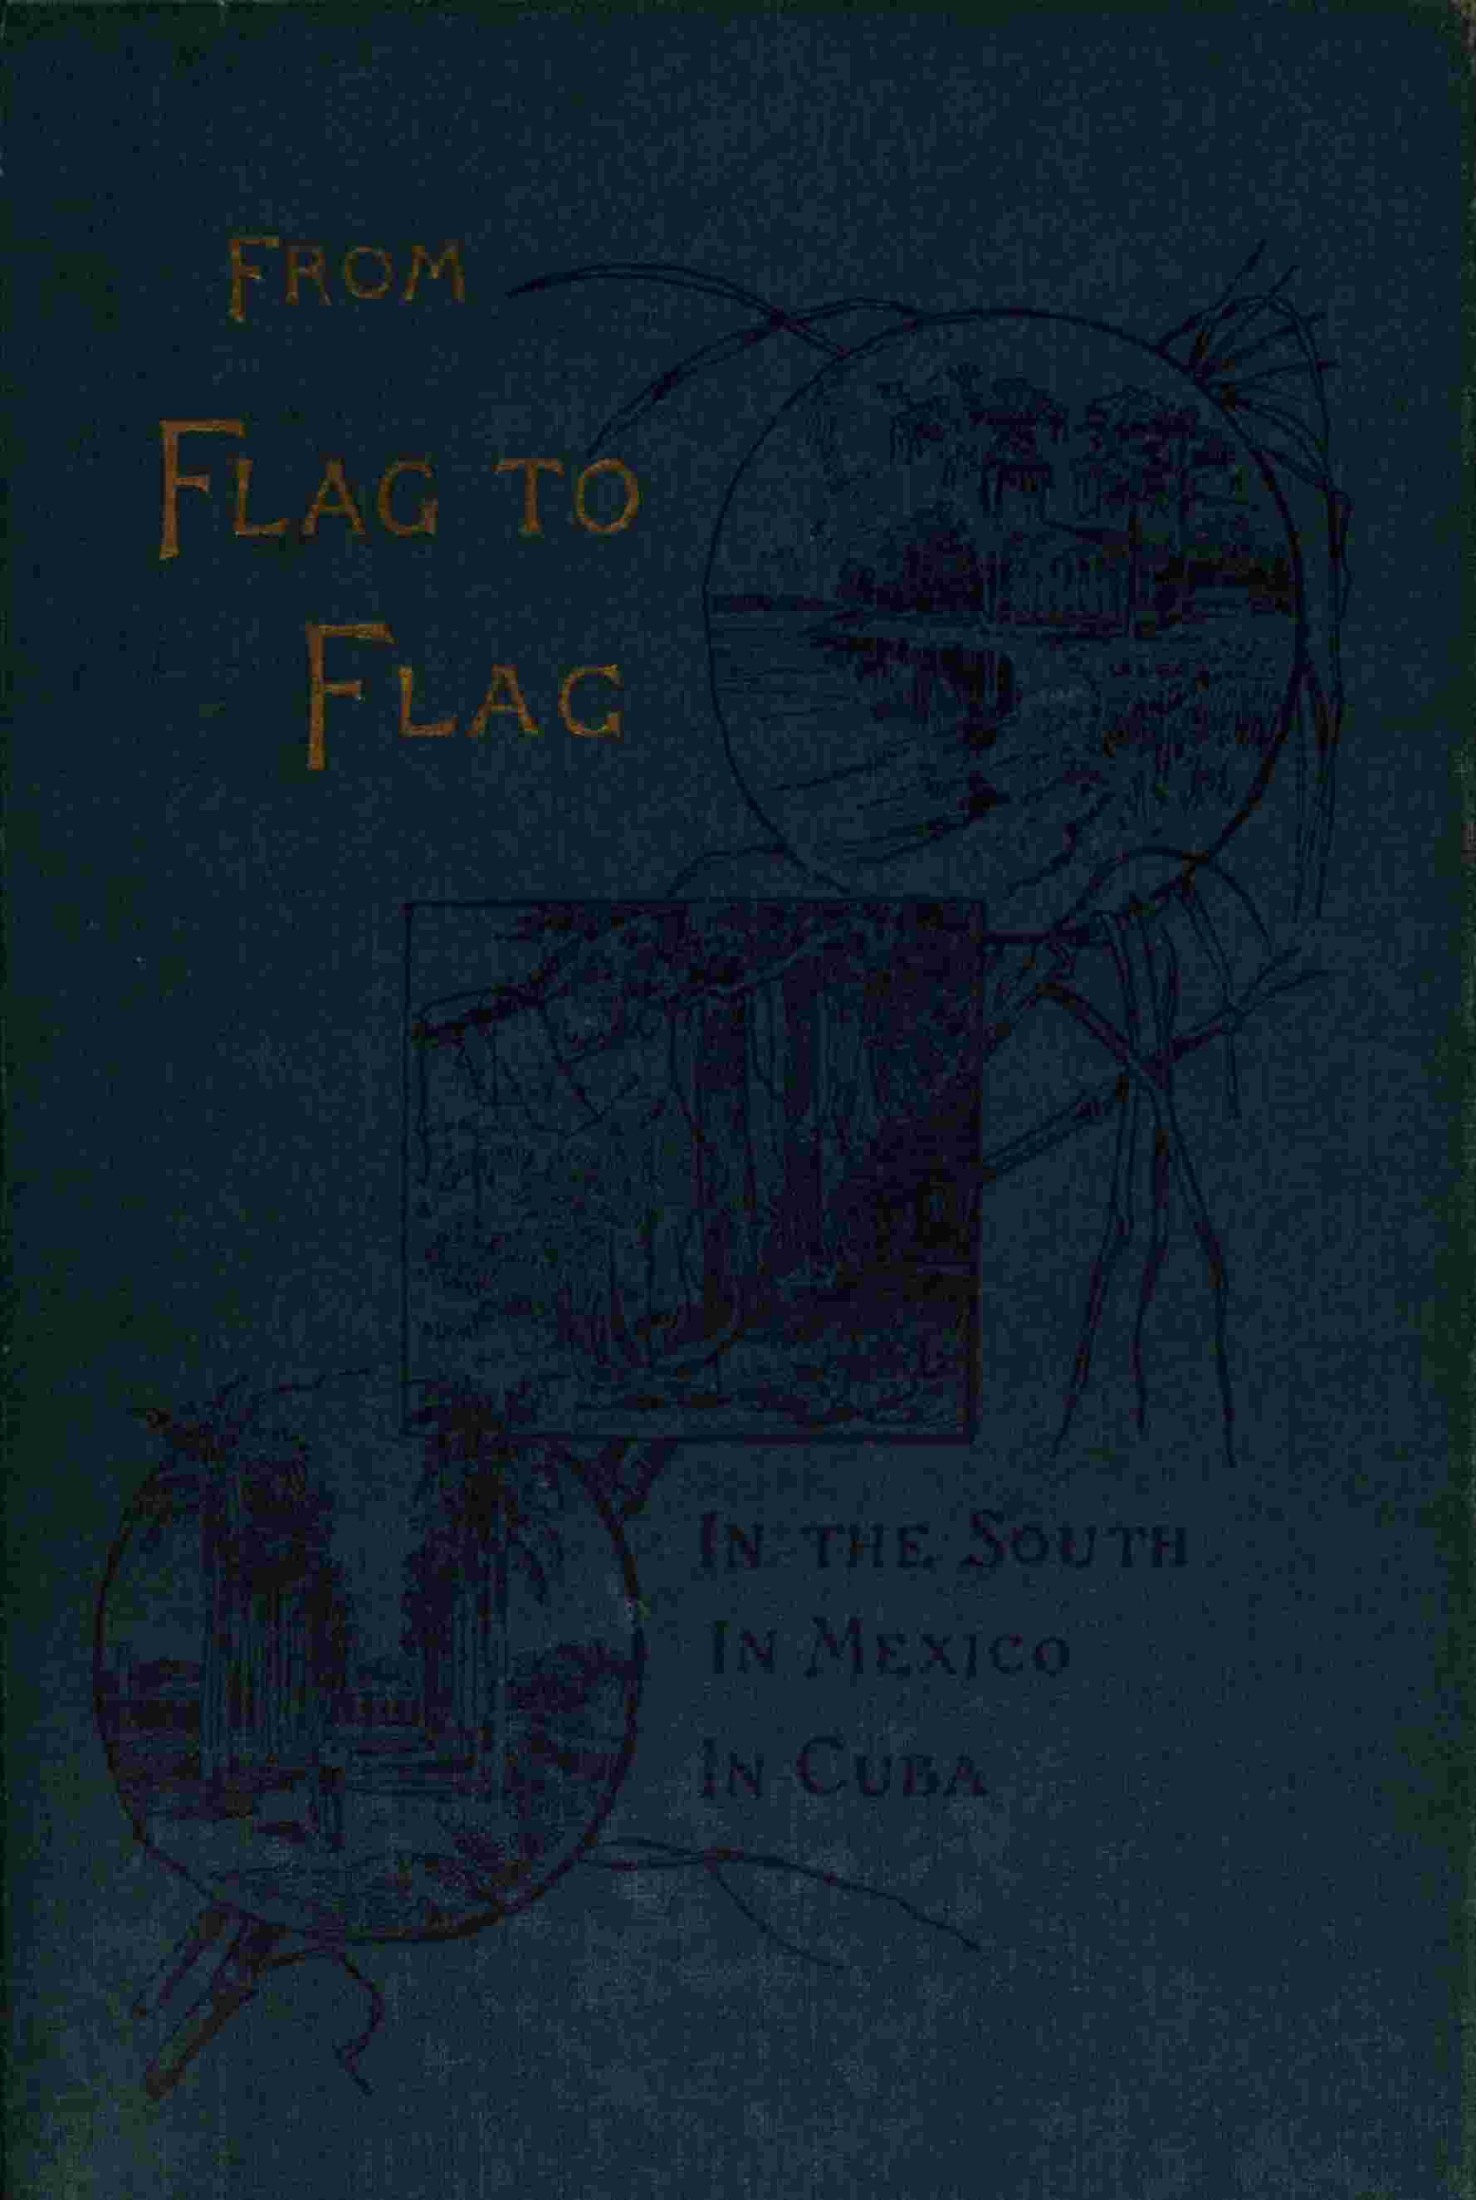 FROM
FLAG TO
FLAG
IN THE SOUTH
IN MEXICO
IN CUBA